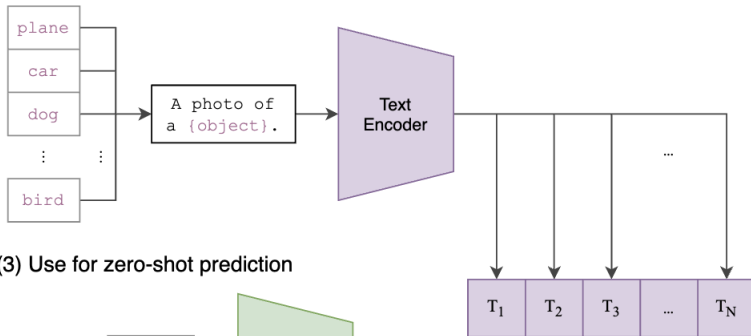 plane
car
dog
⋮ ⋮
bird
A photo of
a {object}.
Text
Encoder
...
(3) Use for zero-shot prediction
T1 T2 T3 ... TN